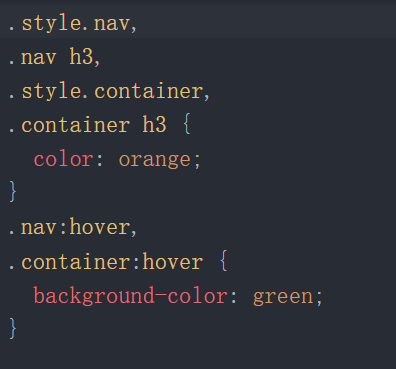 .style.nav,
.nav h3,
.style.container,
.container h3 {
  color: orange;
}
.nav:hover,
.container:hover {
  background-color: green;
}